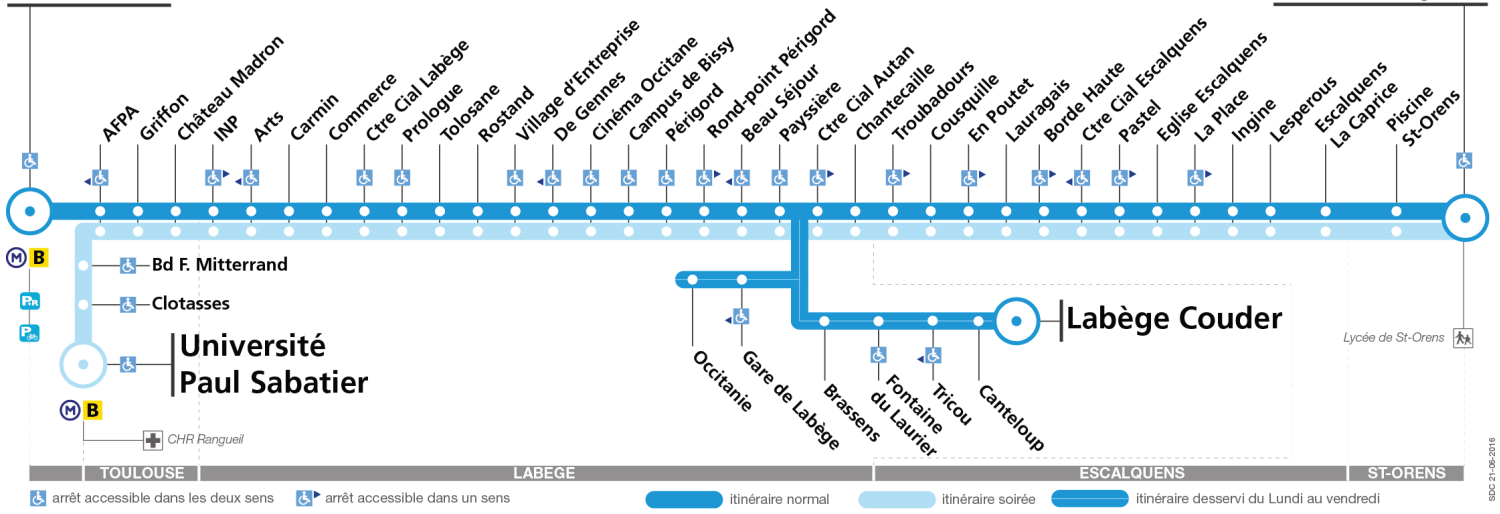 AFPA
Griffon
Château Madron
INP
Arts
Carmin
Commerce
Ctre Cial Labège
Prologue
Tolosane
Rostand
Village d'Entreprise
De Gennes
Cinéma Occitane
Campus de Bissy
Périgord
Rond-point Périgord
Beau Séjour
Payssière
Ctre Cial Autan
Chantecaille
Troubadours
Cousquille
En Poutet
Lauragais
Borde Haute
Ctre Cial Escalquens
Pastel
Eglise Escalquens
La Place
Ingine
Lesperous
Escalquens
La Caprice
Piscine
St-Orens
M B
P+R
P
Bd F. Mitterrand
Clotasses
Université
Paul Sabatier
M B
CHR Rangueil
Occitanie
Gare de Labège
Brassens
Fontaine
du Laurier
Tricou
Canteloup
Labège Couder
Lycée de St-Orens
TOULOUSE
LABEGE
ESCALQUENS
ST-ORENS
arrêt accessible dans les deux sens
arrêt accessible dans un sens
itinéraire normal
itinéraire soirée
itinéraire desservi du Lundi au vendredi
SDC 21-06-2016